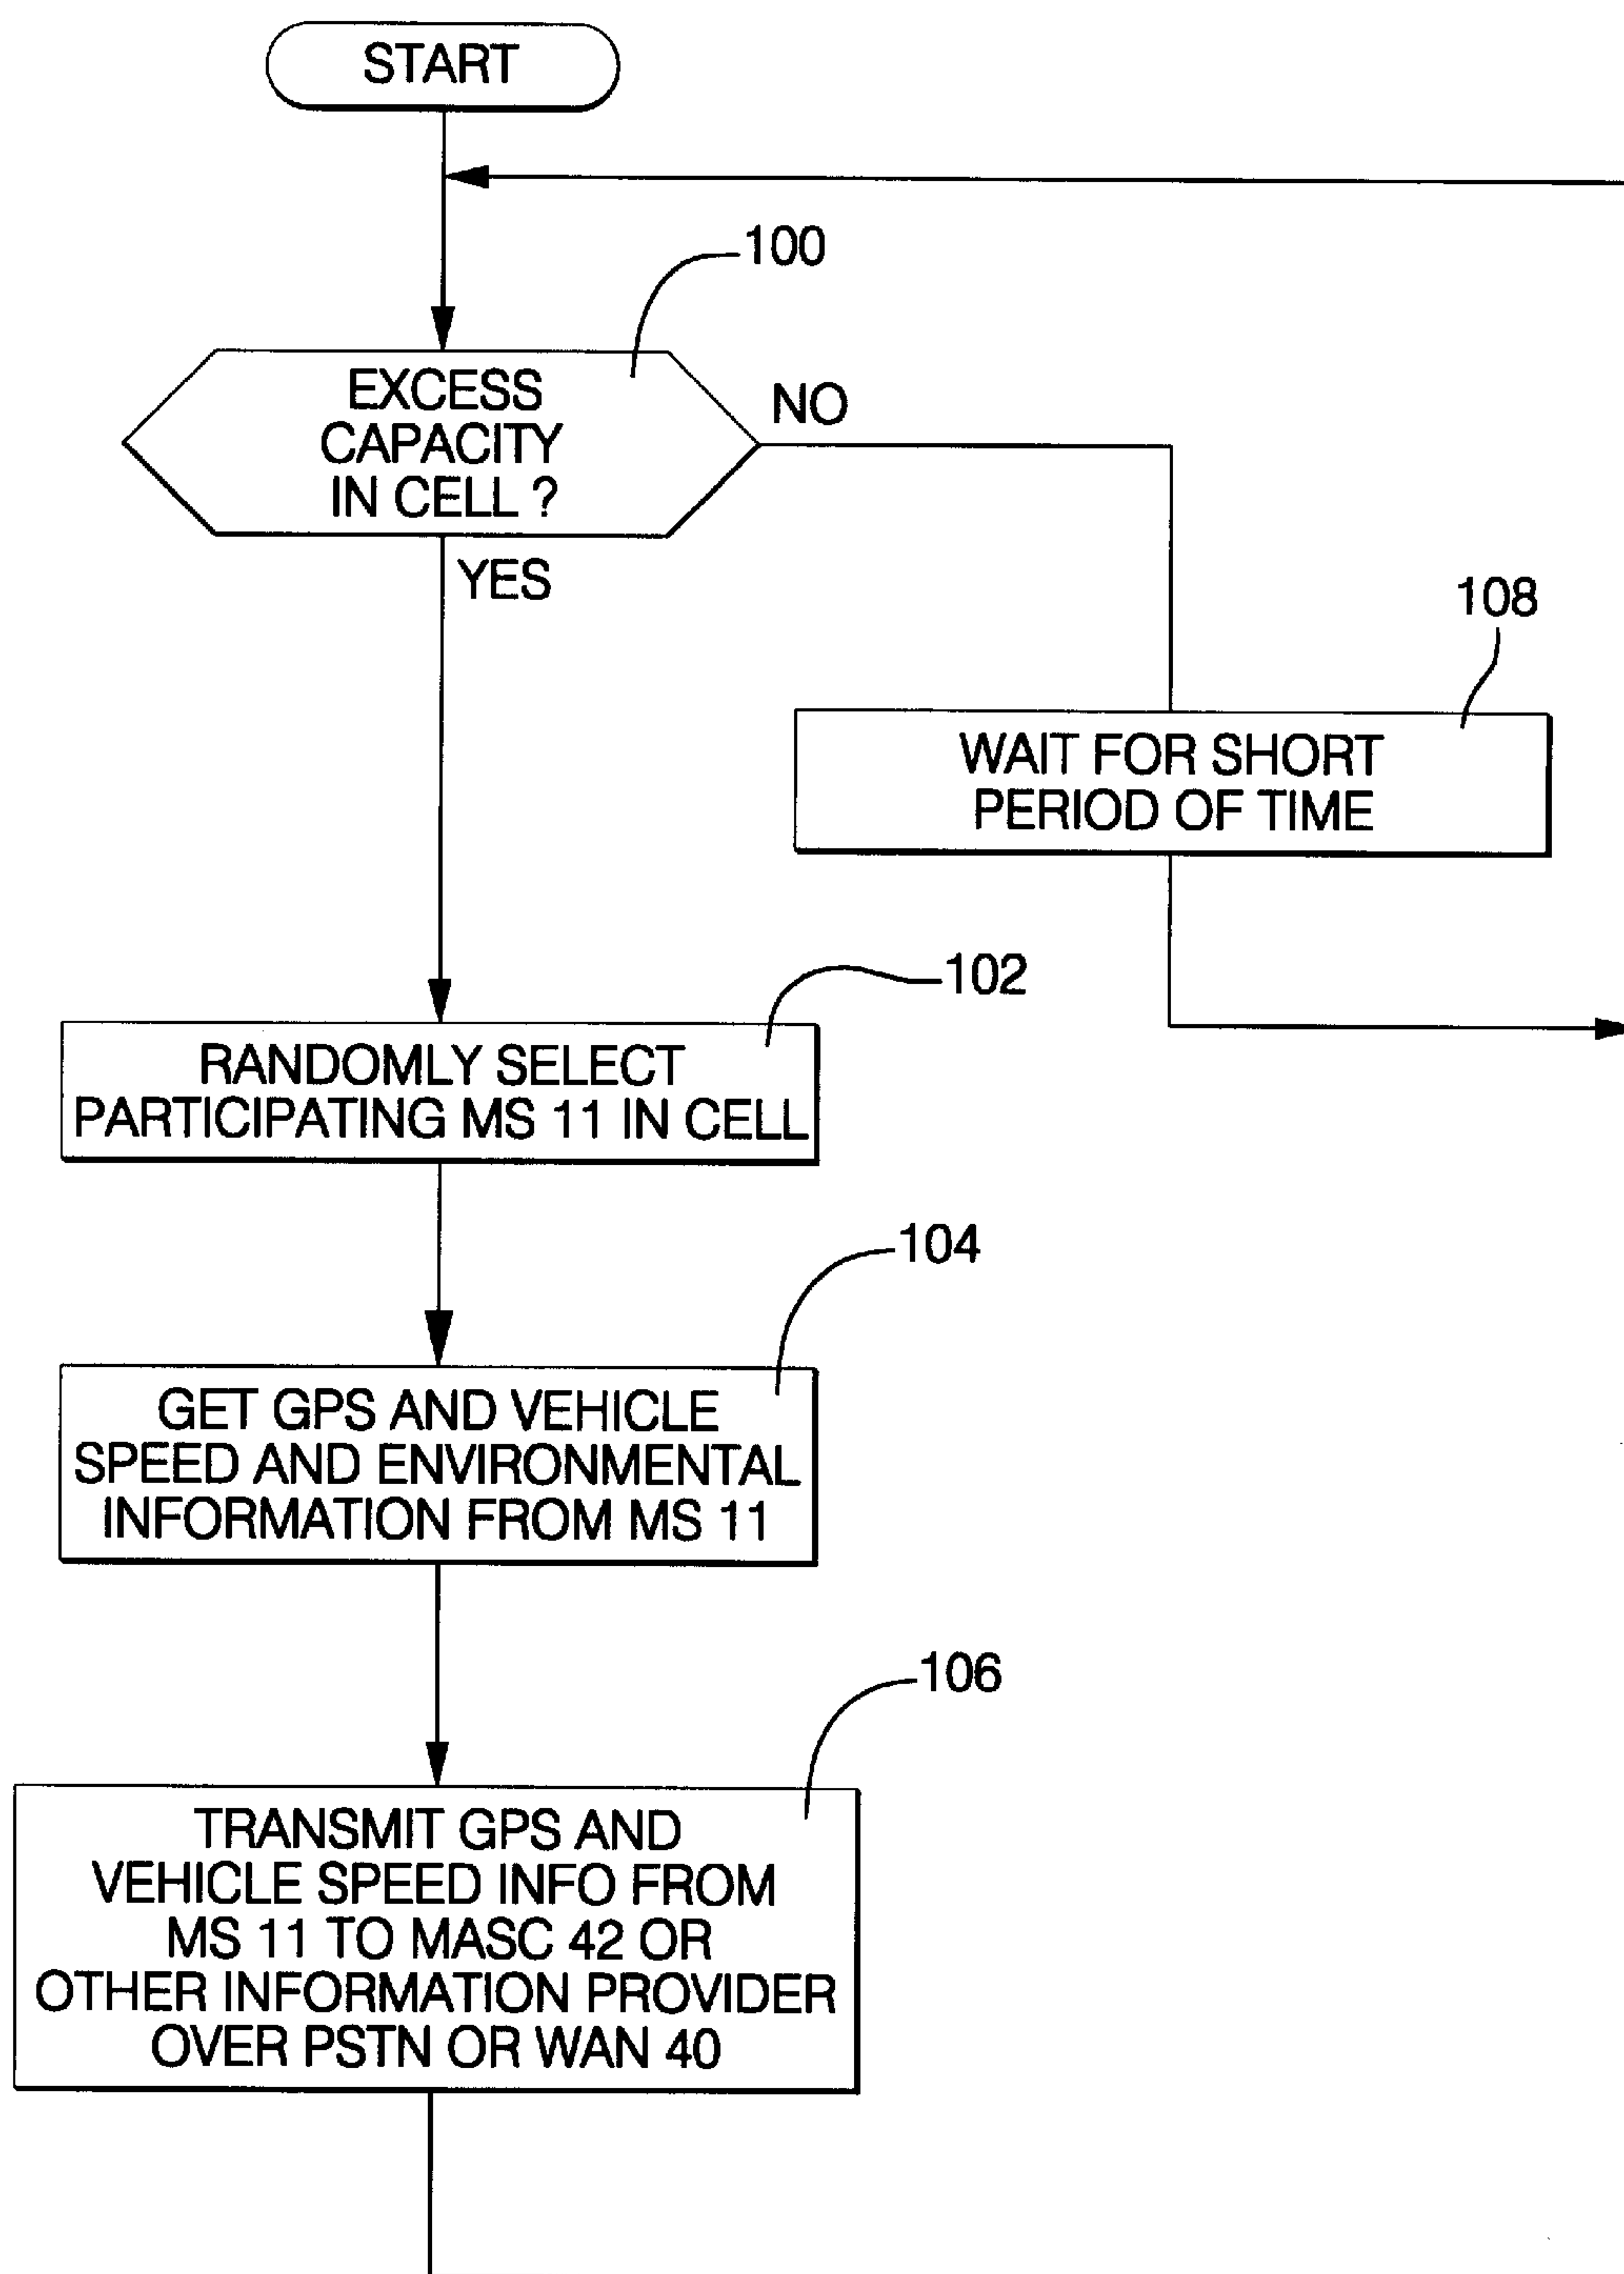 START
100
EXCESS
CAPACITY
IN CELL ?
NO
YES
108
WAIT FOR SHORT
PERIOD OF TIME
102
RANDOMLY SELECT
PARTICIPATING MS 11 IN CELL
104
GET GPS AND VEHICLE
SPEED AND ENVIRONMENTAL
INFORMATION FROM MS 11
106
TRANSMIT GPS AND
VEHICLE SPEED INFO FROM
MS 11 TO MASC 42 OR
OTHER INFORMATION PROVIDER
OVER PSTN OR WAN 40